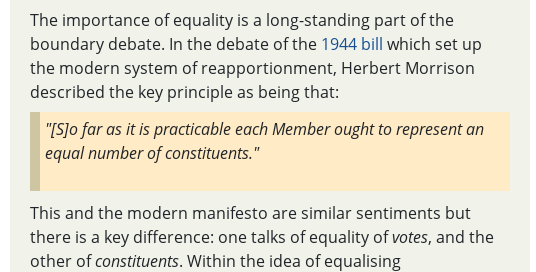 The importance of equality is a long-standing part of the
boundary debate. In the debate of the 1944 bill which set up
the modern system of reapportionment, Herbert Morrison
described the key principle as being that:
"[S]o far as it is practicable each Member ought to represent an
equal number of constituents."
This and the modern manifesto are similar sentiments but
there is a key difference: one talks of equality of votes, and the
other of constituents. Within the idea of equalising